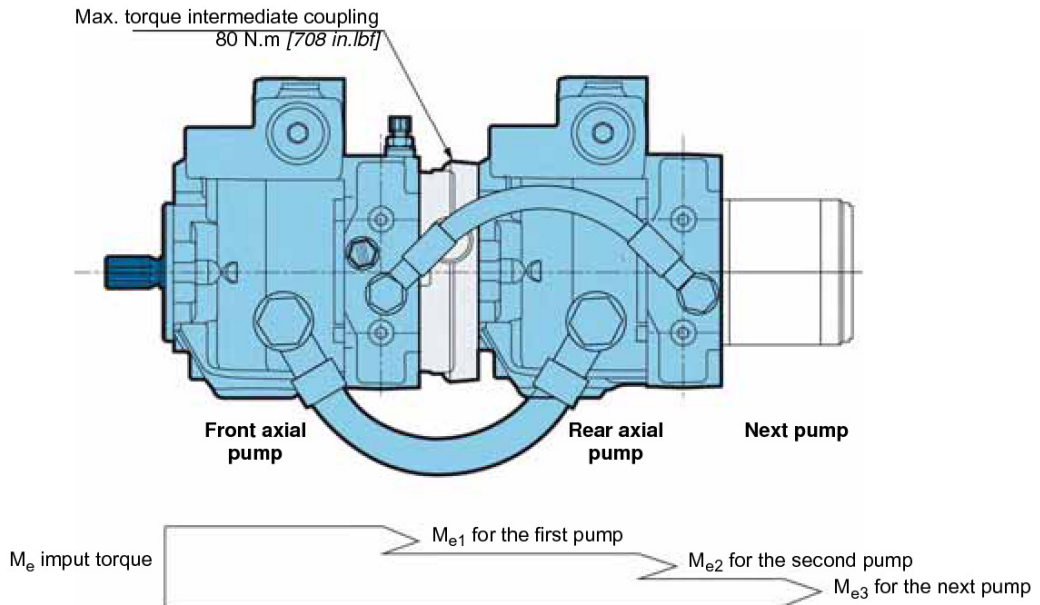 Max. torque intermediate coupling
80 N.m [708 in.lbf]
Front axial
pump
Rear axial
pump
Next pump
Me imput torque
Me1 for the first pump
Me2 for the second pump
Me3 for the next pump